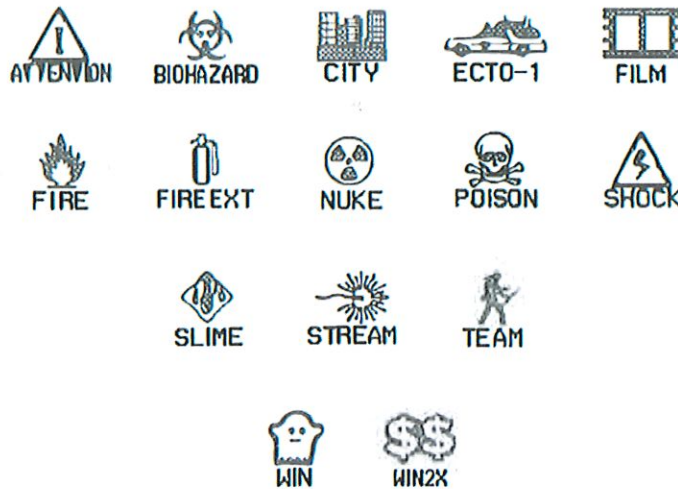 ATTENTION BIOHAZARD CITY ECTO-1 FILM
FIRE FIRE EXT NUKE POISON SHOCK
SLIME STREAM TEAM
WIN WIN2X